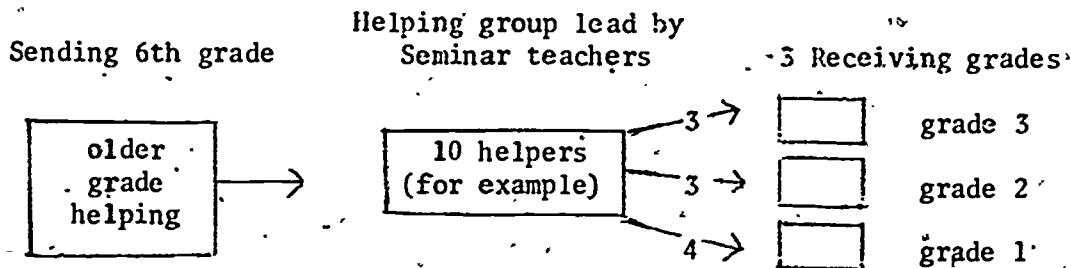 Helping group lead by
Sending 6th grade Seminar teachers 3 Receiving grades
older
grade
helping
10 helpers
(for example)
3
3
4
grade 3
grade 2
grade 1